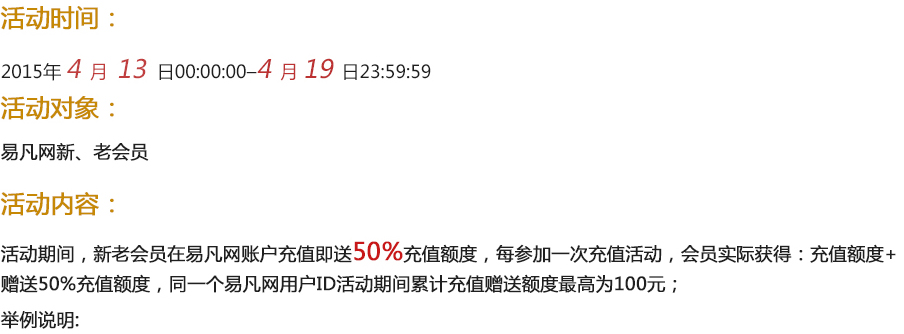 活动时间：
2015年 4 月 13 日00:00:00–4 月 19 日23:59:59
活动对象：
易凡网新、老会员
活动内容：
活动期间，新老会员在易凡网账户充值即送50%充值额度，每参加一次充值活动，会员实际获得：充值额度+
赠送50%充值额度，同一个易凡网用户ID活动期间累计充值赠送额度最高为100元；
举例说明: